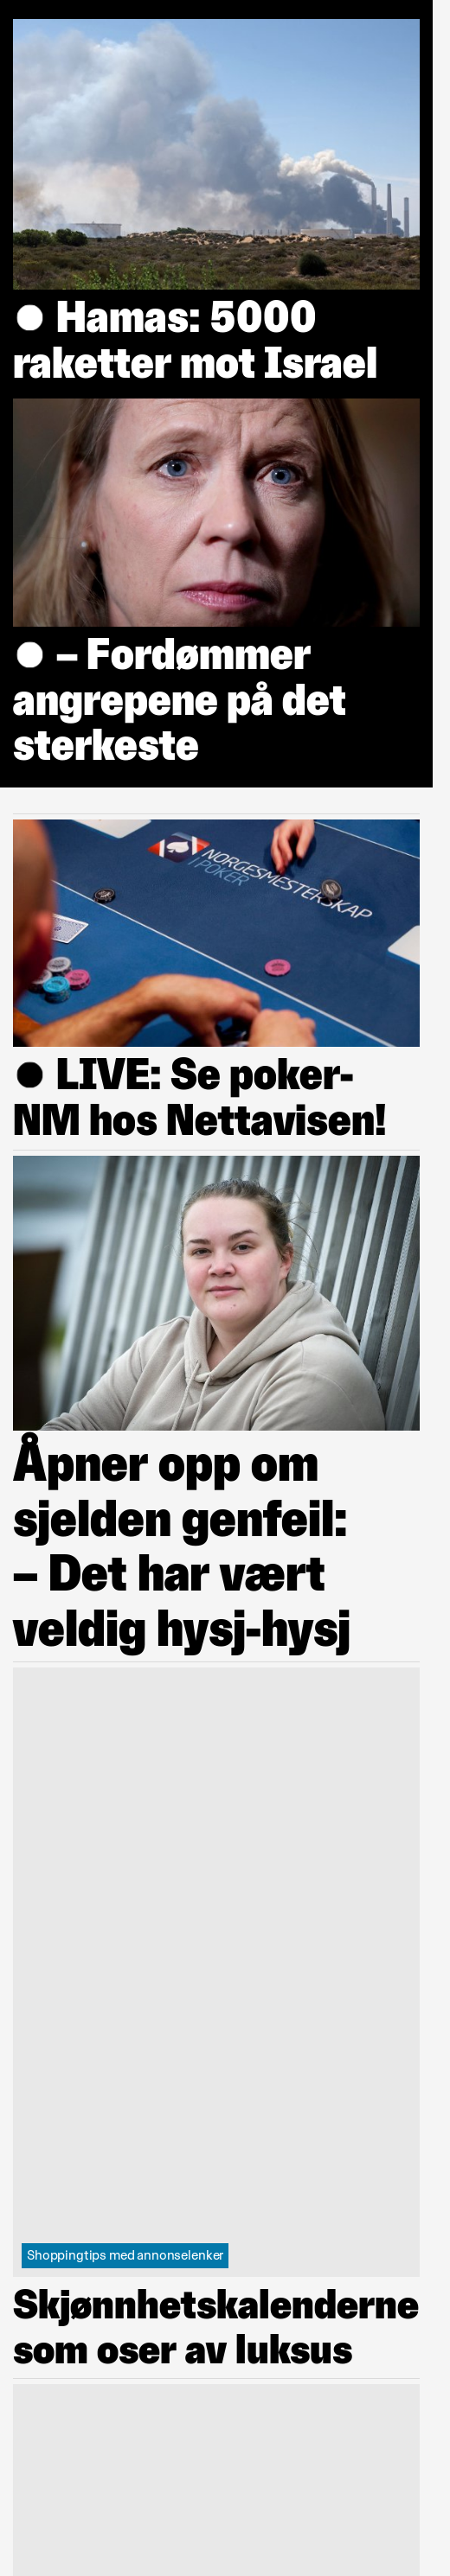 Hamas: 5000
raketter mot Israel
– Fordømmer
angrepene på det
sterkeste
NORGESMESTERSKAP
I POKER
LIVE: Se poker-
NM hos Nettavisen!
Åpner opp om
sjelden genfeil:
– Det har vært
veldig hysj-hysj
Shoppingtips med annonselenker
Skjønnhetskalenderne
som oser av luksus